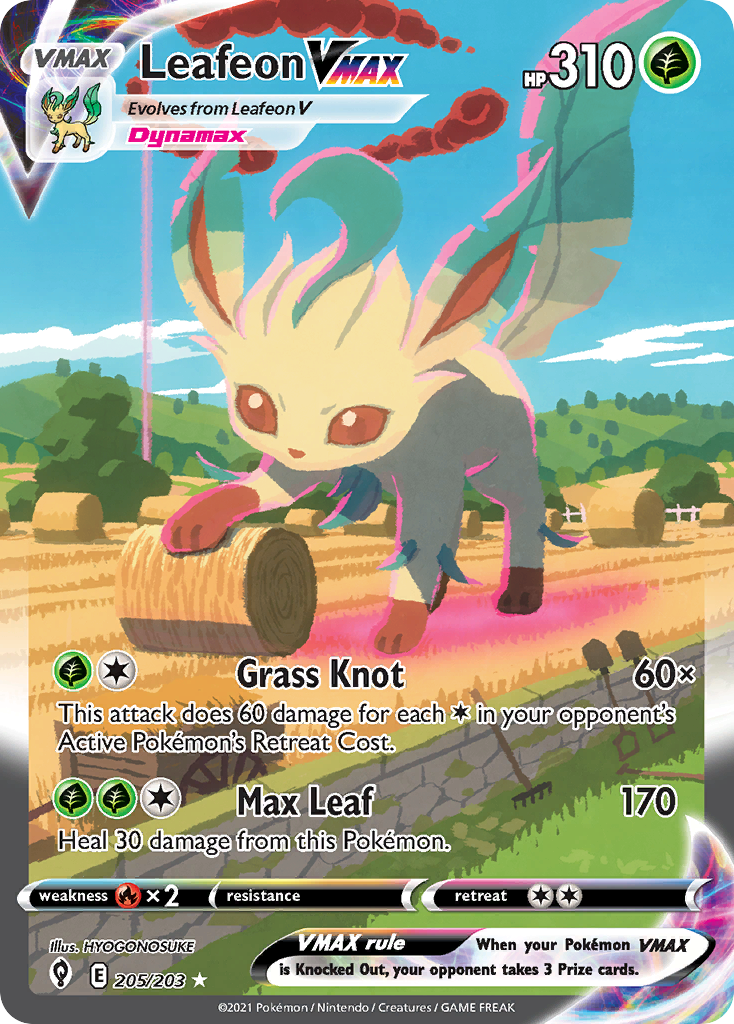 VMAX
Leafeon VMAX
HP 310
Evolves from Leafeon V
Dynamax
Grass Knot 60×
This attack does 60 damage for each in your opponent's
Active Pokémon's Retreat Cost.
Max Leaf 170
Heal 30 damage from this Pokémon.
weakness ×2 resistance retreat
Illus. HYOGONOSUKE
E 205/203 ★
VMAX rule When your Pokémon VMAX
is Knocked Out, your opponent takes 3 Prize cards.
©2021 Pokémon / Nintendo / Creatures / GAME FREAK